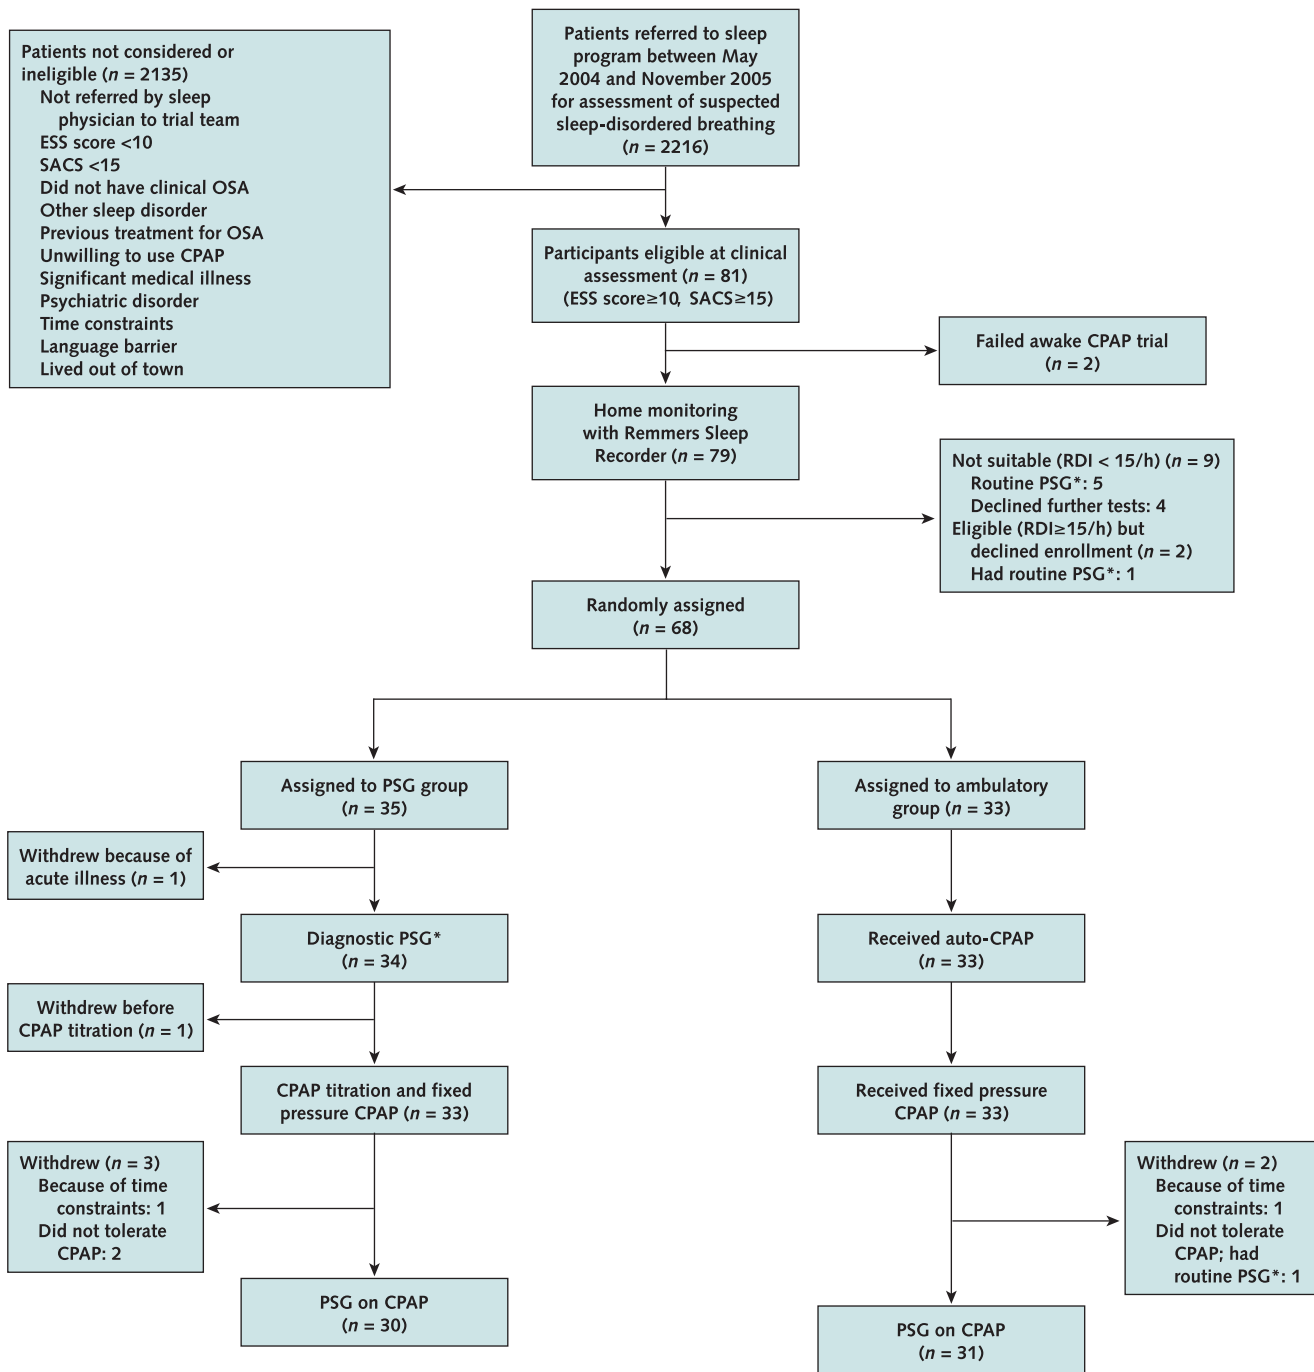 Patients referred to sleep
program between May
2004 and November 2005
for assessment of suspected
sleep-disordered breathing
(n = 2216)
Patients not considered or
ineligible (n = 2135)
Not referred by sleep
physician to trial team
ESS score <10
SACS <15
Did not have clinical OSA
Other sleep disorder
Previous treatment for OSA
Unwilling to use CPAP
Significant medical illness
Psychiatric disorder
Time constraints
Language barrier
Lived out of town
Participants eligible at clinical
assessment (n = 81)
(ESS score≥10, SACS≥15)
Failed awake CPAP trial
(n = 2)
Home monitoring
with Remmers Sleep
Recorder (n = 79)
Not suitable (RDI < 15/h) (n = 9)
Routine PSG*: 5
Declined further tests: 4
Eligible (RDI≥15/h) but
declined enrollment (n = 2)
Had routine PSG*: 1
Randomly assigned
(n = 68)
Assigned to PSG group
(n = 35)
Withdrew because of
acute illness (n = 1)
Diagnostic PSG*
(n = 34)
Withdrew before
CPAP titration (n = 1)
CPAP titration and fixed
pressure CPAP (n = 33)
Withdrew (n = 3)
Because of time
constraints: 1
Did not tolerate
CPAP: 2
PSG on CPAP
(n = 30)
Assigned to ambulatory
group (n = 33)
Received auto-CPAP
(n = 33)
Received fixed pressure
CPAP (n = 33)
Withdrew (n = 2)
Because of time
constraints: 1
Did not tolerate
CPAP; had
routine PSG*: 1
PSG on CPAP
(n = 31)